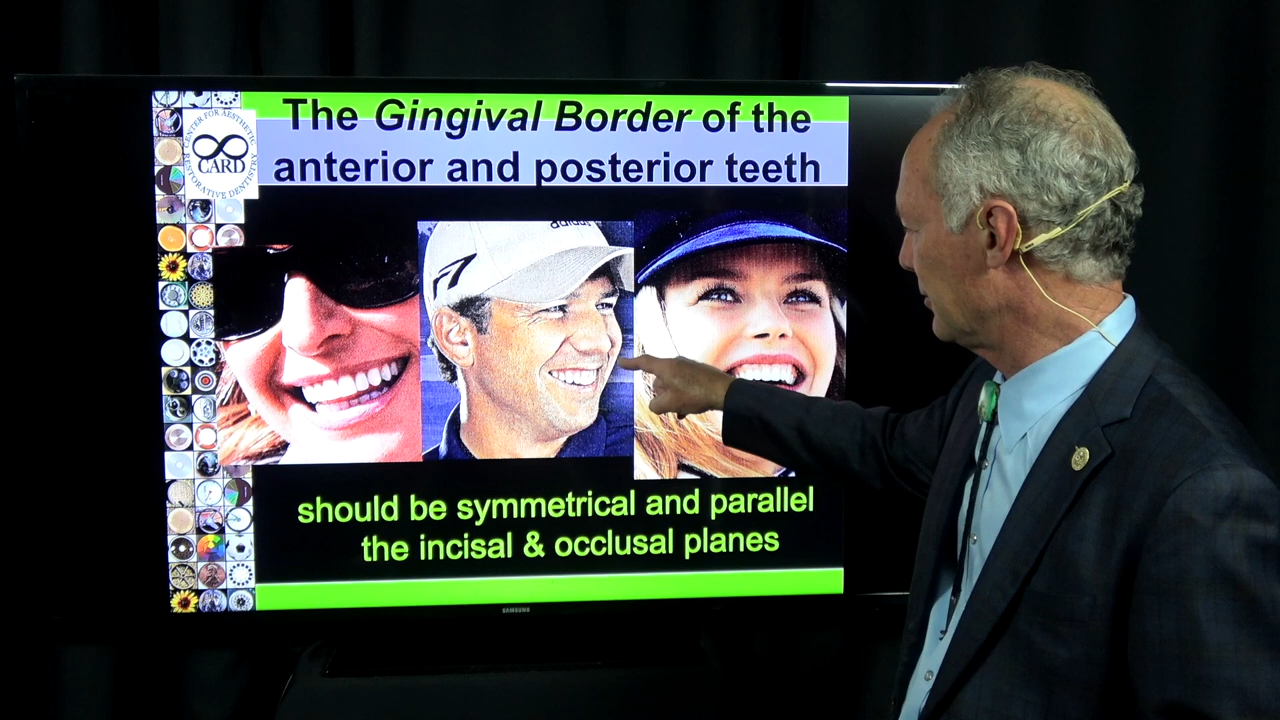 The Gingival Border of the
anterior and posterior teeth
CENTER FOR AESTHETIC
CARD
RESTORATIVE DENTISTRY
adidas
should be symmetrical and parallel
the incisal & occlusal planes
SAMSUNG